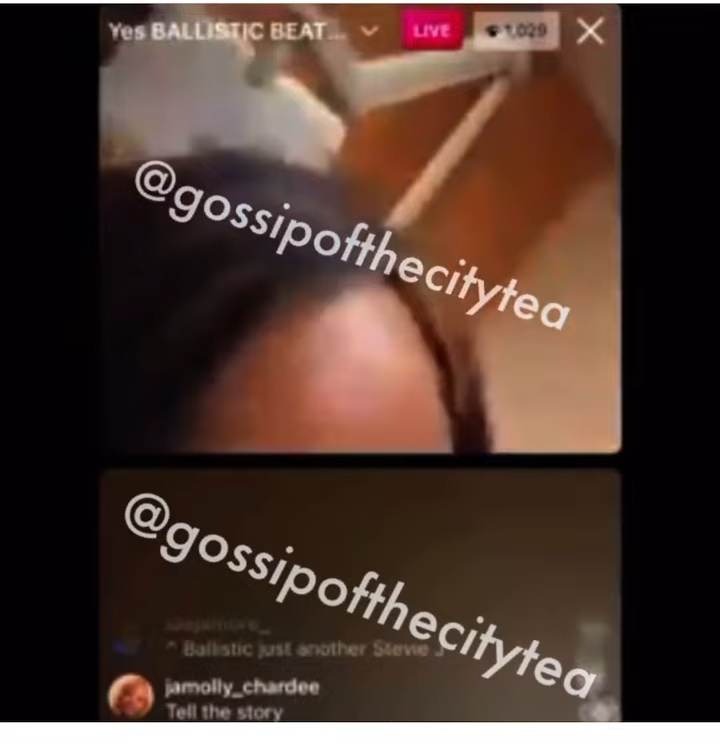 Yes BALLISTIC BEAT...
LIVE
1,029
@gossipofthecitytea
@gossipofthecitytea
^ Ballistic just another Stevie J
jamolly_chardee
Tell the story